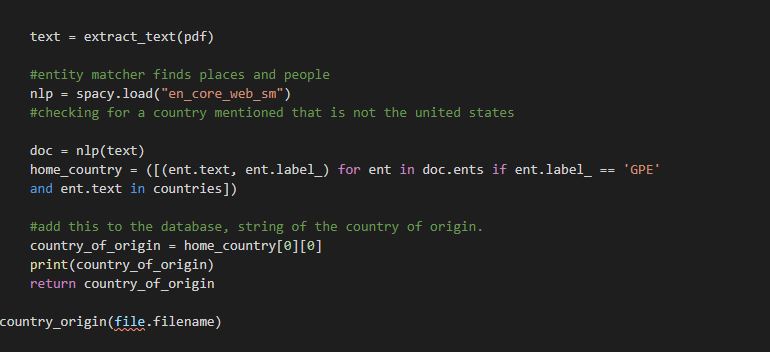 text = extract_text(pdf)
#entity matcher finds places and people
nlp = spacy.load("en_core_web_sm")
#checking for a country mentioned that is not the united states
doc = nlp(text)
home_country = ([(ent.text, ent.label_) for ent in doc.ents if ent.label_ == 'GPE'
and ent.text in countries])
#add this to the database, string of the country of origin.
country_of_origin = home_country[0][0]
print(country_of_origin)
return country_of_origin
country_origin(file.filename)